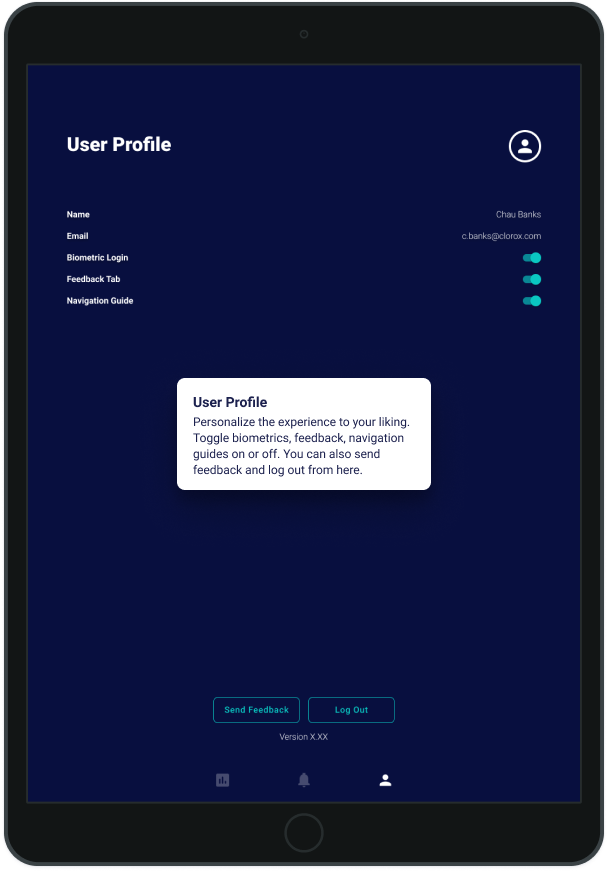 User Profile
Name
Chau Banks
Email
c.banks@clorox.com
Biometric Login
Feedback Tab
Navigation Guide
User Profile
Personalize the experience to your liking.
Toggle biometrics, feedback, navigation
guides on or off. You can also send
feedback and log out from here.
Send Feedback
Log Out
Version X.XX